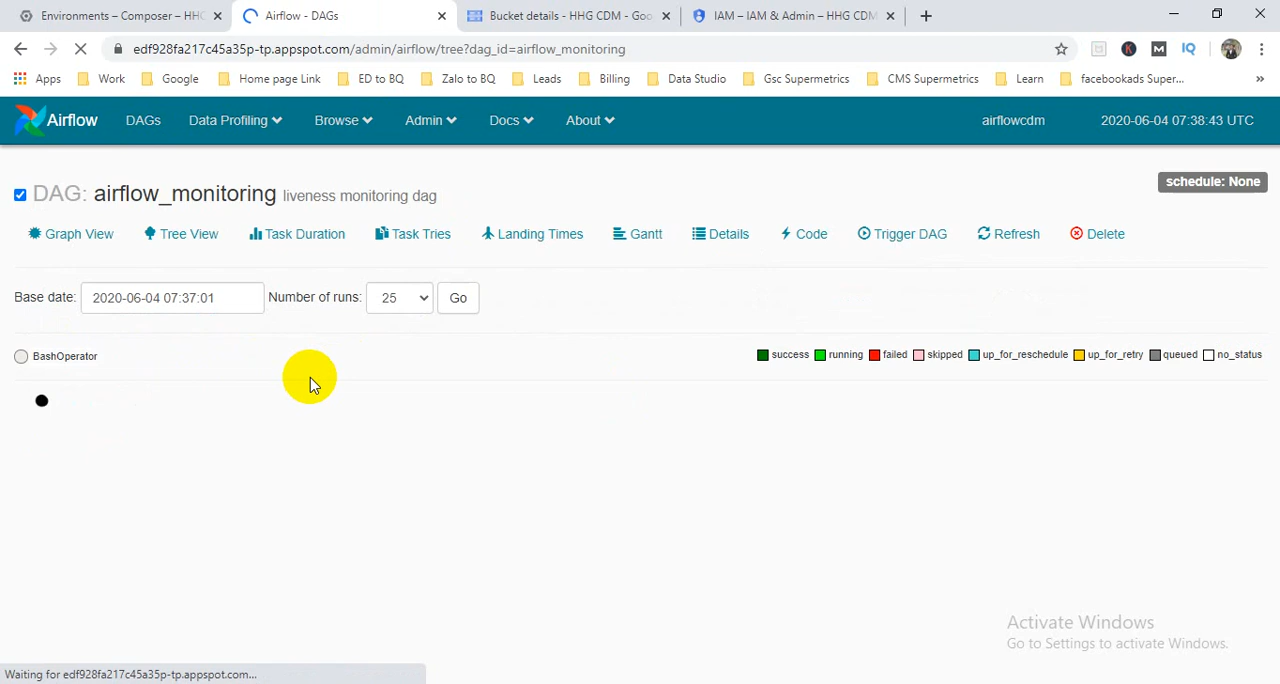 Environments – Composer – HHG
Airflow - DAGs
Bucket details - HHG CDM - Goo
IAM – IAM & Admin – HHG CDM
edf928fa217c45a35p-tp.appspot.com/admin/airflow/tree?dag_id=airflow_monitoring
Apps Work Google Home page Link ED to BQ Zalo to BQ Leads Billing Data Studio Gsc Supermetrics CMS Supermetrics Learn facebookads Super...
Airflow DAGs Data Profiling Browse Admin Docs About airflowcdm 2020-06-04 07:38:43 UTC
schedule: None
DAG: airflow_monitoring liveness monitoring dag
Graph View Tree View Task Duration Task Tries Landing Times Gantt Details Code Trigger DAG Refresh Delete
Base date: 2020-06-04 07:37:01 Number of runs: 25 Go
BashOperator success running failed skipped up_for_reschedule up_for_retry queued no_status
Activate Windows
Go to Settings to activate Windows.
Waiting for edf928fa217c45a35p-tp.appspot.com...